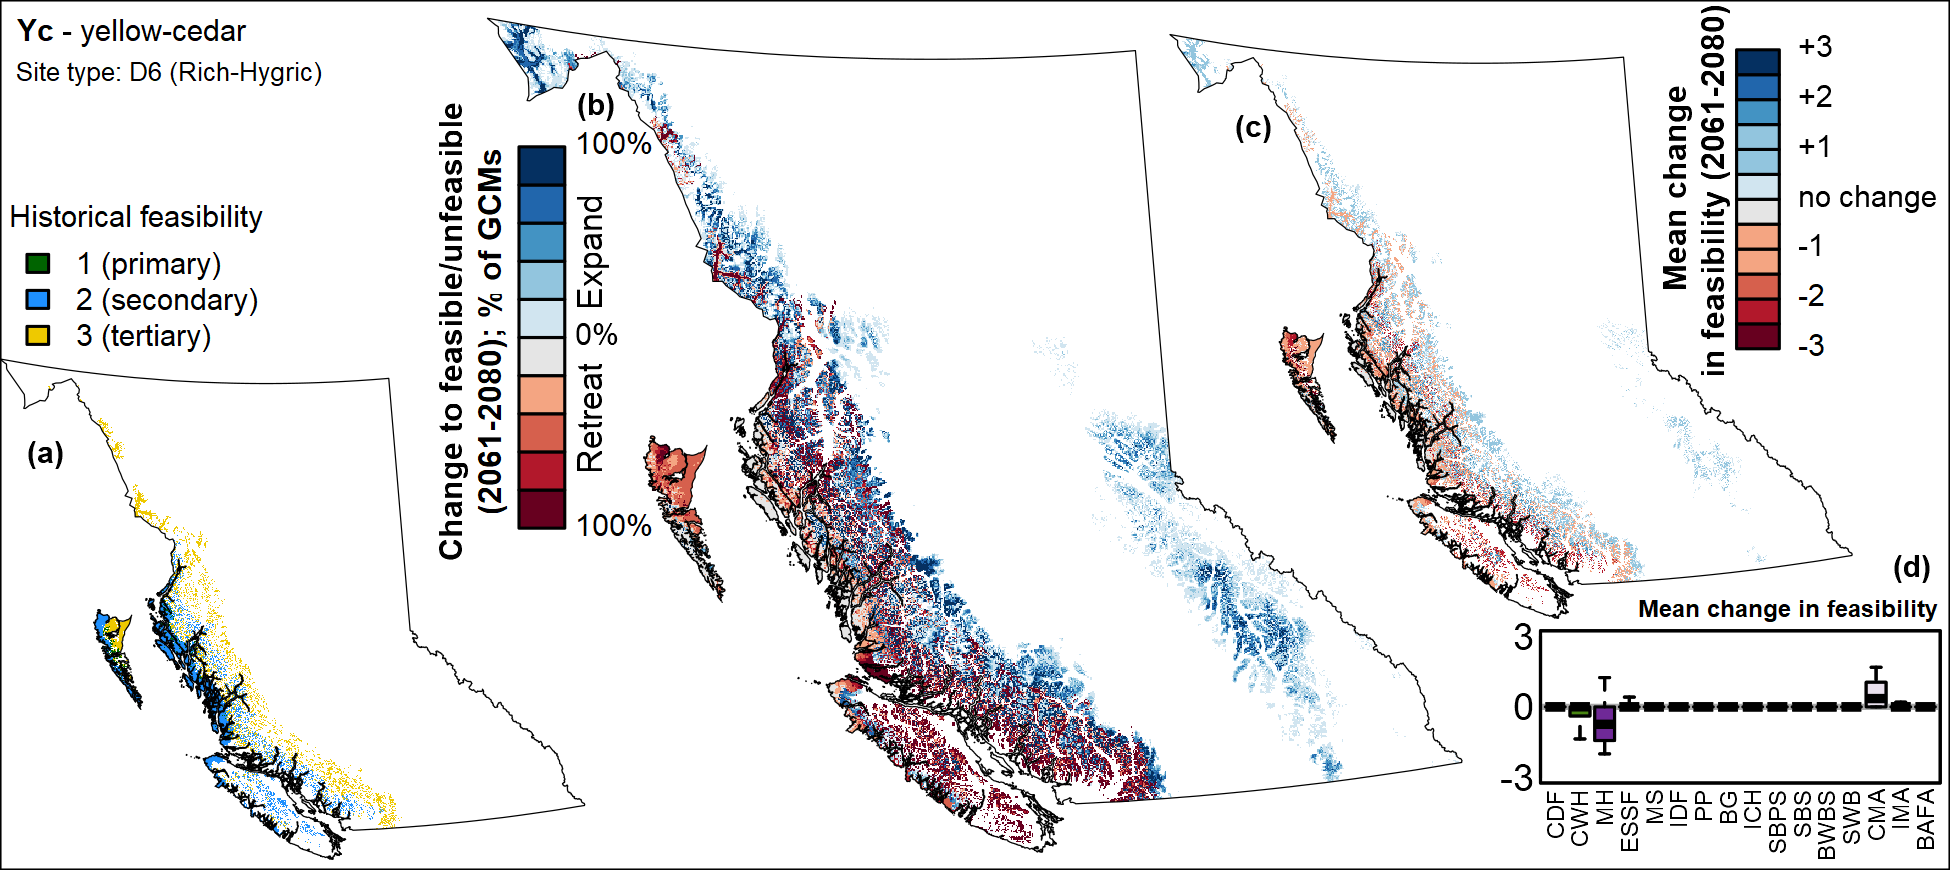 Yc - yellow-cedar
Site type: D6 (Rich-Hygric)
Historical feasibility
1 (primary)
2 (secondary)
3 (tertiary)
(a)
(b)
Change to feasible/unfeasible
(2061-2080); % of GCMs
100%
Expand
0%
Retreat
100%
(c)
Mean change
in feasibility (2061-2080)
+3
+2
+1
no change
-1
-2
-3
(d)
Mean change in feasibility
3
0
-3
CDF
CWH
MH
ESSF
MS
IDF
PP
BG
ICH
SBPS
SBS
BWBS
SWB
CMA
IMA
BAFA